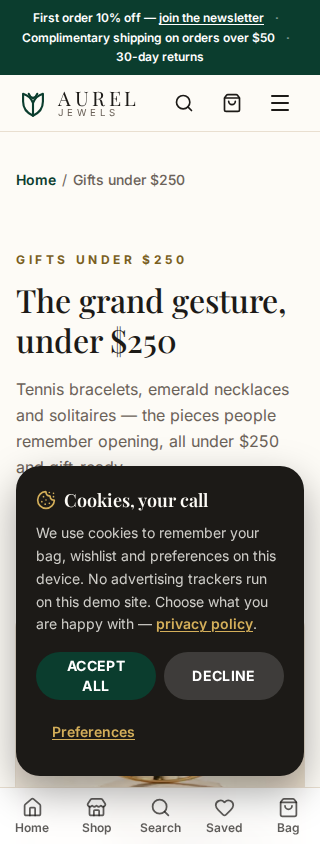 First order 10% off — join the newsletter ·
Complimentary shipping on orders over $50 ·
30-day returns
AUREL
JEWELS
Home / Gifts under $250
GIFTS UNDER $250
The grand gesture,
under $250
Tennis bracelets, emerald necklaces
and solitaires — the pieces people
remember opening, all under $250
and gift-ready.
Cookies, your call
We use cookies to remember your
bag, wishlist and preferences on this
device. No advertising trackers run
on this demo site. Choose what you
are happy with — privacy policy.
ACCEPT
ALL
DECLINE
Preferences
Home Shop Search Saved Bag